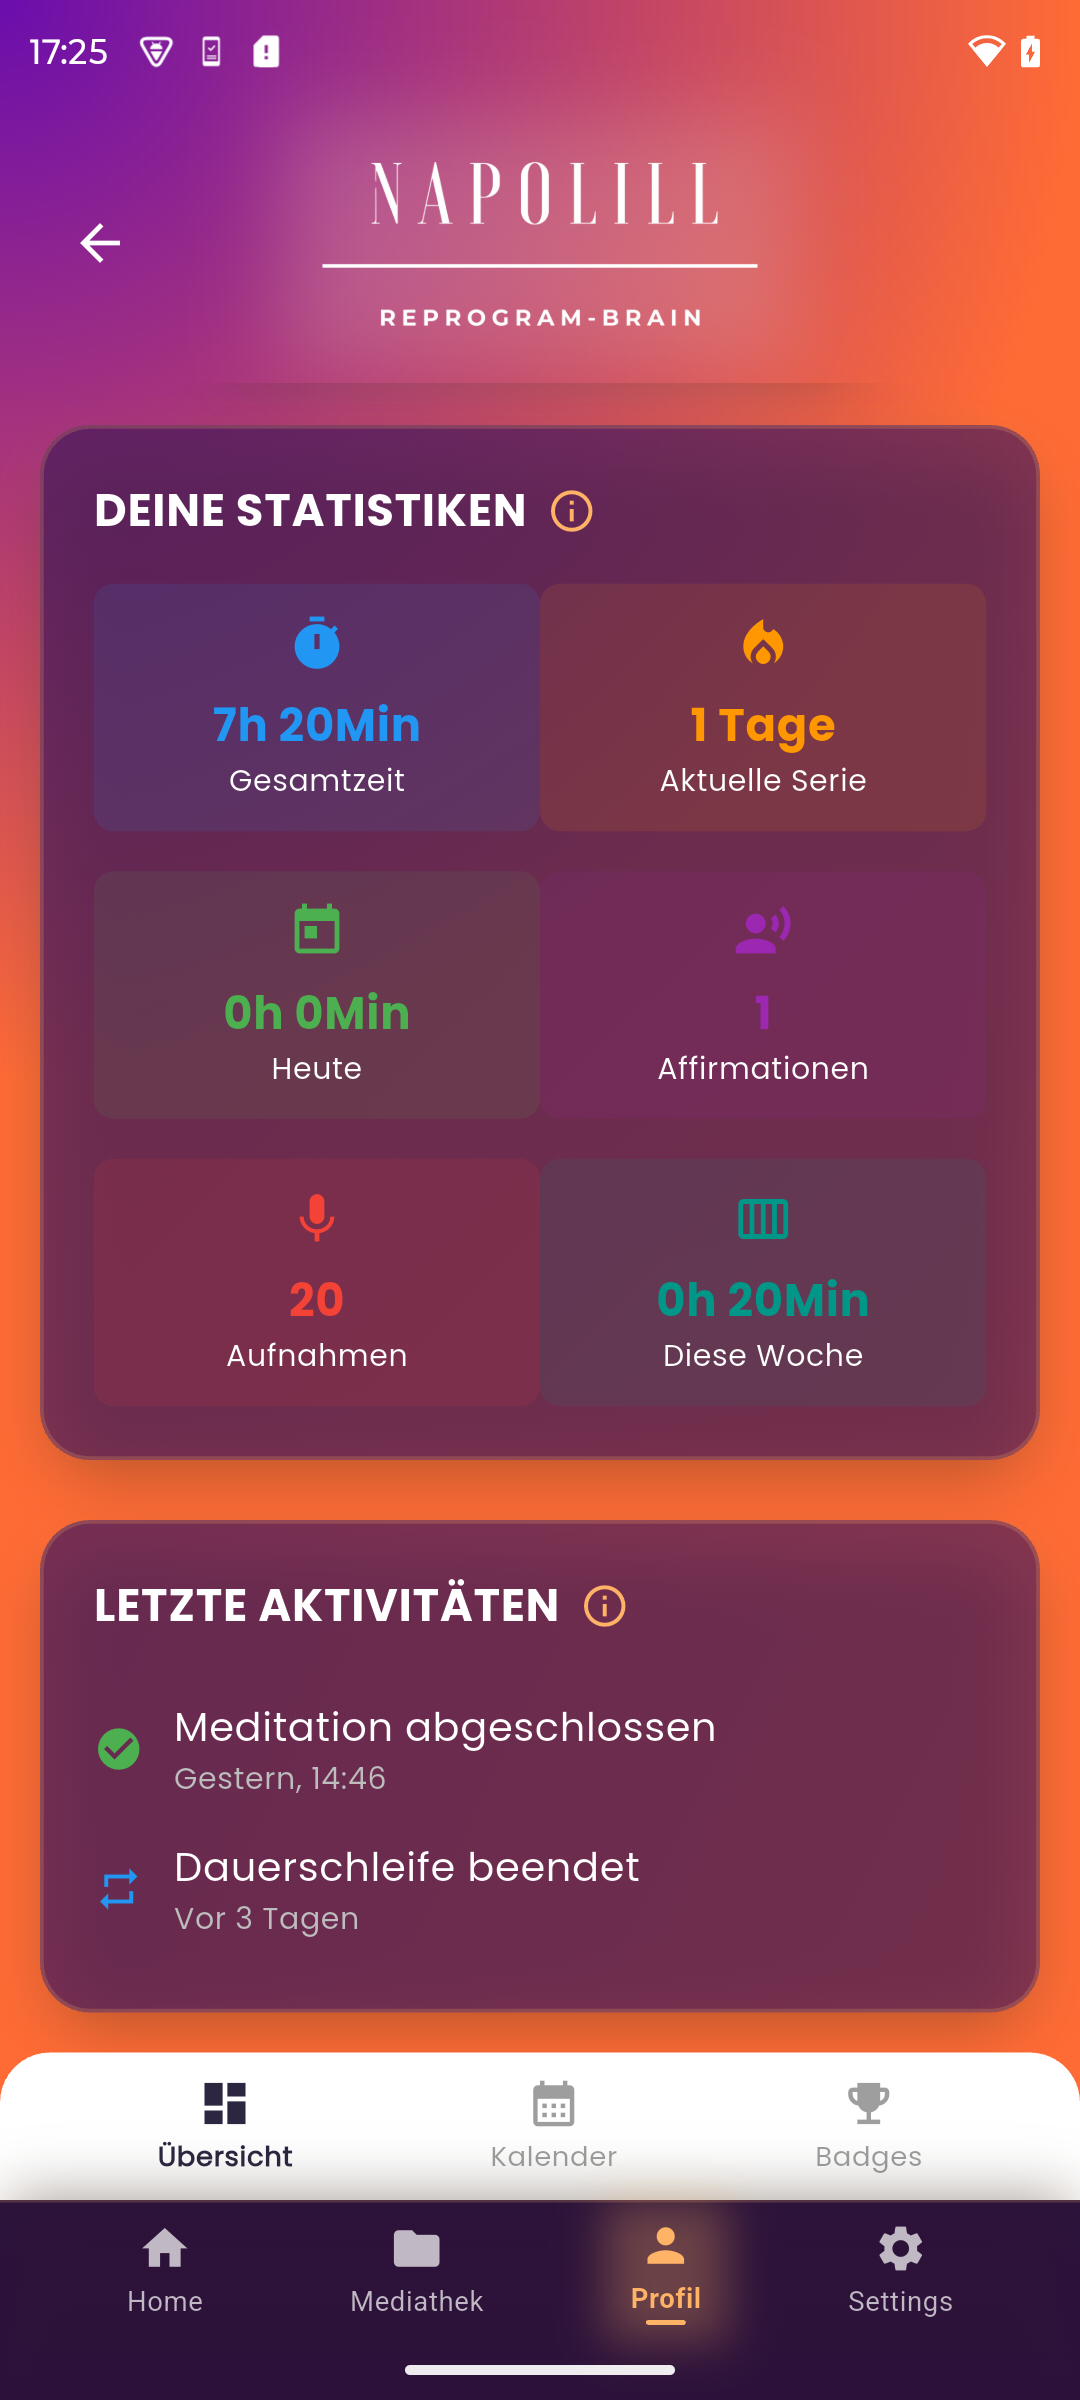 17:25
NAPOLILL
REPROGRAM-BRAIN
DEINE STATISTIKEN
7h 20Min
1 Tage
Gesamtzeit
Aktuelle Serie
0h 0Min
1
Heute
Affirmationen
20
0h 20Min
Aufnahmen
Diese Woche
LETZTE AKTIVITÄTEN
Meditation abgeschlossen
Gestern, 14:46
Dauerschleife beendet
Vor 3 Tagen
Übersicht
Kalender
Badges
Home
Mediathek
Profil
Settings